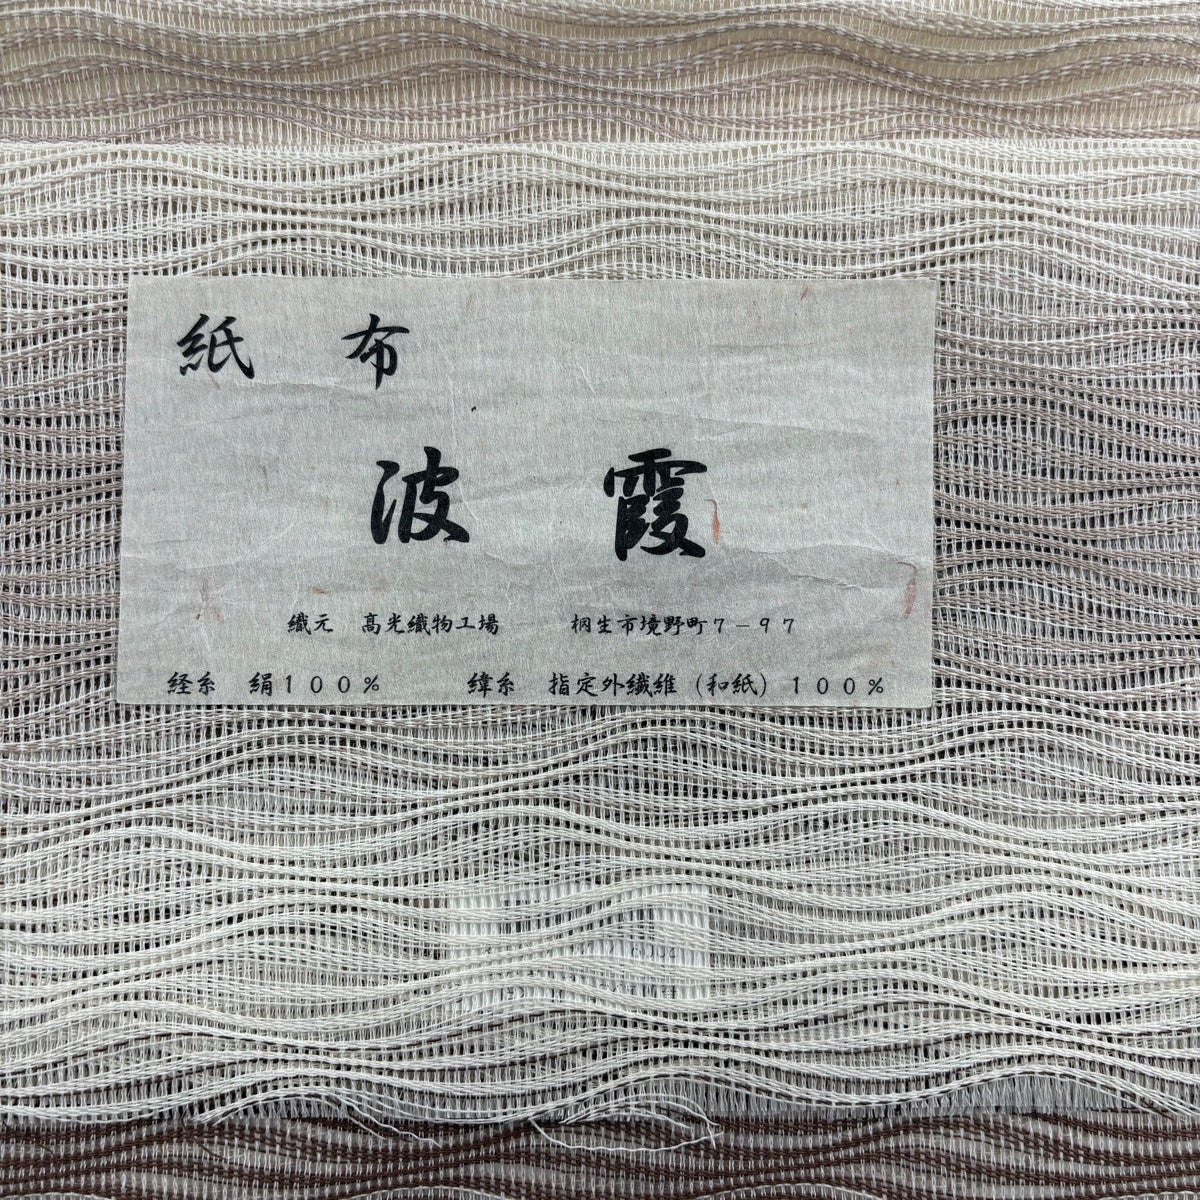 紙布
波霞
織元 髙光織物工場 桐生市境野町7-97
経糸 絹100% 緯糸 指定外繊維(和紙)100%